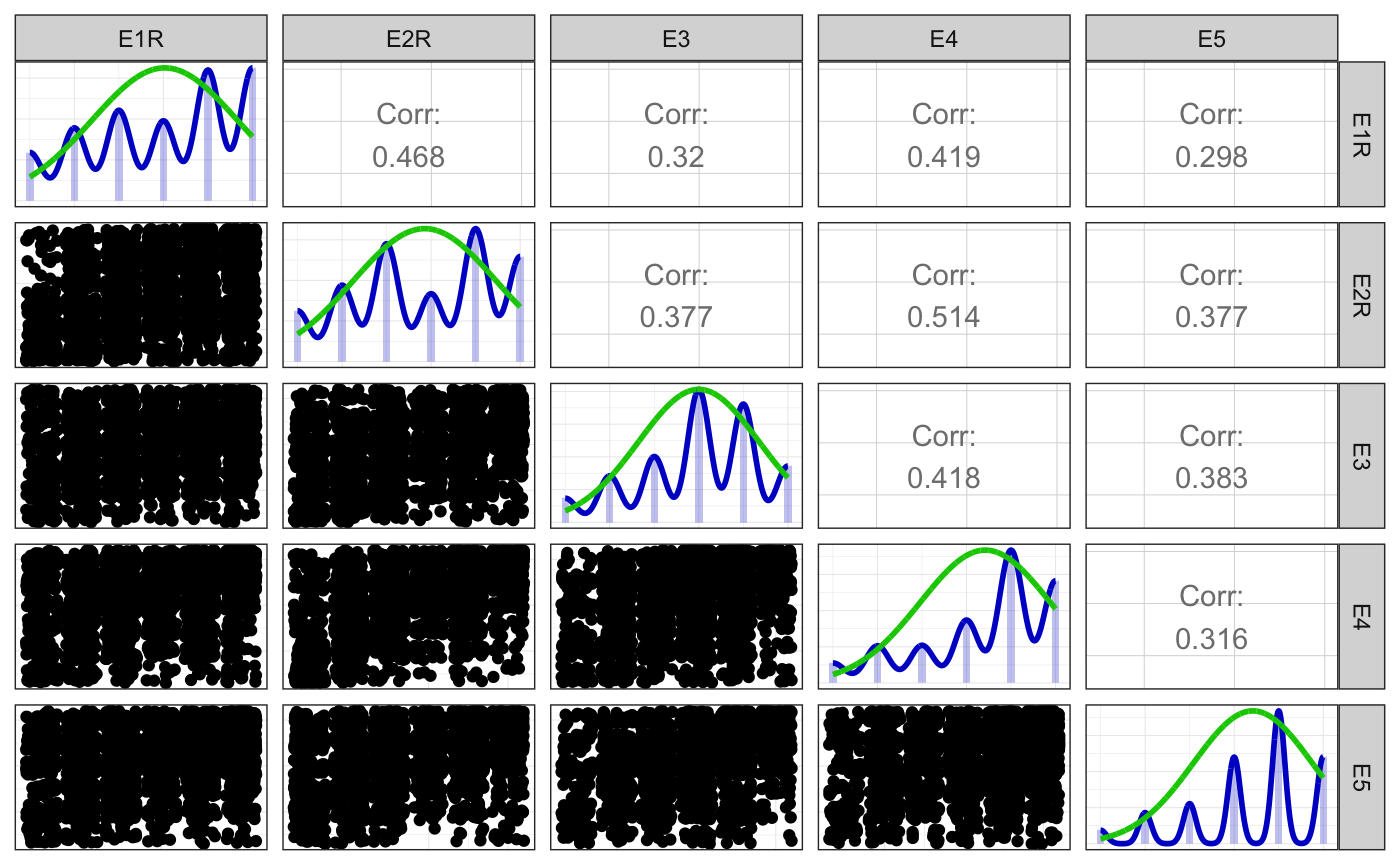 E1R E2R E3 E4 E5
Corr: Corr: Corr: Corr:
0.468 0.32 0.419 0.298
E1R
Corr: Corr: Corr:
0.377 0.514 0.377
E2R
Corr: Corr:
0.418 0.383
E3
Corr:
0.316
E4
E5